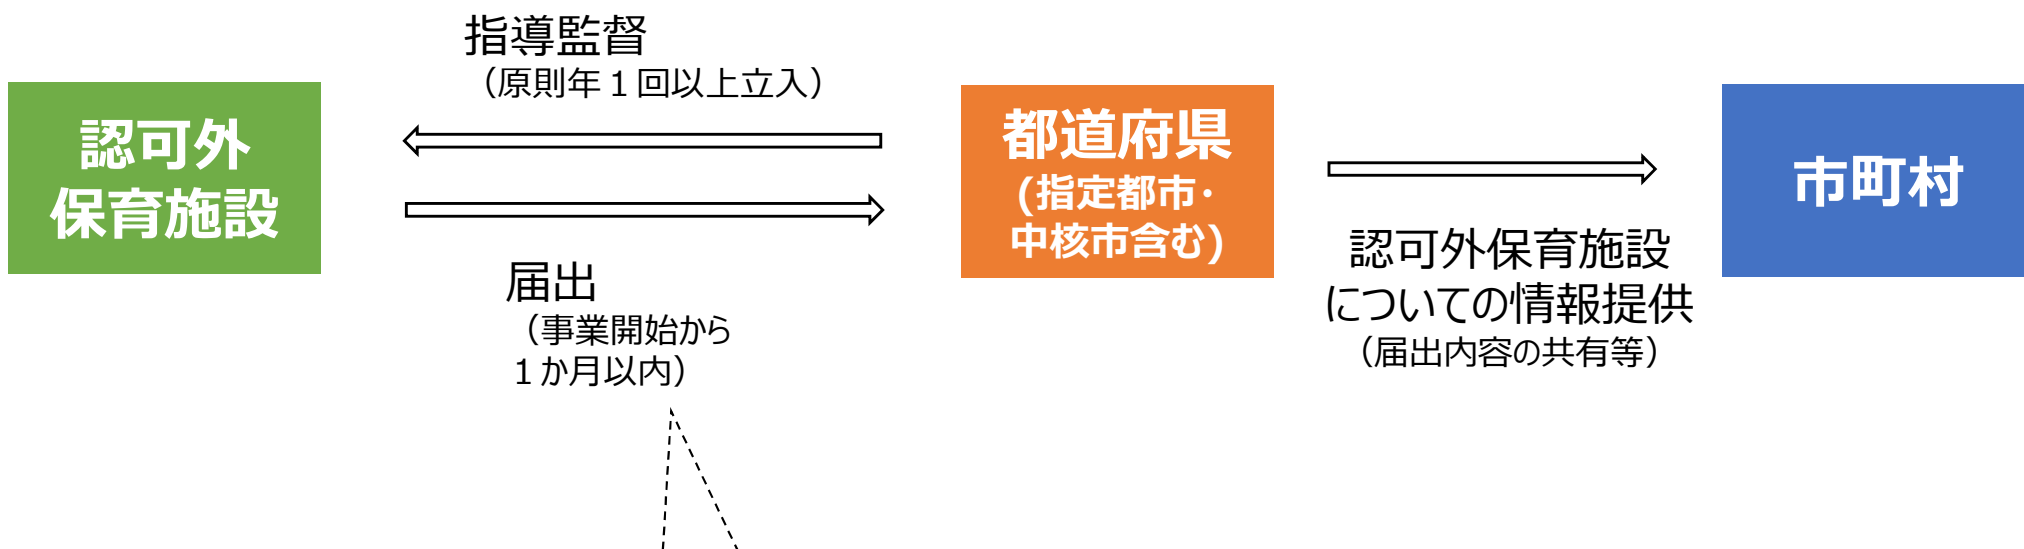 指導監督
（原則年１回以上立入）
認可外
保育施設
都道府県
(指定都市・
中核市含む)
市町村
届出
（事業開始から
１か月以内）
認可外保育施設
についての情報提供
（届出内容の共有等）